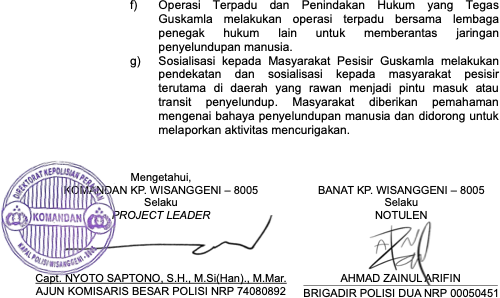 f) Operasi Terpadu dan Penindakan Hukum yang Tegas
Guskamla melakukan operasi terpadu bersama lembaga
penegak hukum lain untuk memberantas jaringan
penyelundupan manusia.
g) Sosialisasi kepada Masyarakat Pesisir Guskamla melakukan
pendekatan dan sosialisasi kepada masyarakat pesisir
terutama di daerah yang rawan menjadi pintu masuk atau
transit penyelundup. Masyarakat diberikan pemahaman
mengenai bahaya penyelundupan manusia dan didorong untuk
melaporkan aktivitas mencurigakan.
Mengetahui,
KOMANDAN KP. WISANGGENI – 8005
Selaku
PROJECT LEADER
DIREKTORAT KEPOLISIAN PERAIRAN
KOMANDAN
KAPAL POLISI WISANGGENI - 8005
Capt. NYOTO SAPTONO, S.H., M.Si(Han)., M.Mar.
AJUN KOMISARIS BESAR POLISI NRP 74080892
BANAT KP. WISANGGENI – 8005
Selaku
NOTULEN
AHMAD ZAINUL ARIFIN
BRIGADIR POLISI DUA NRP 00050451